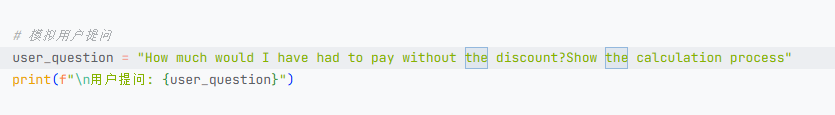 # 模拟用户提问
user_question = "How much would I have had to pay without the discount?Show the calculation process"
print(f"\n用户提问: {user_question}")